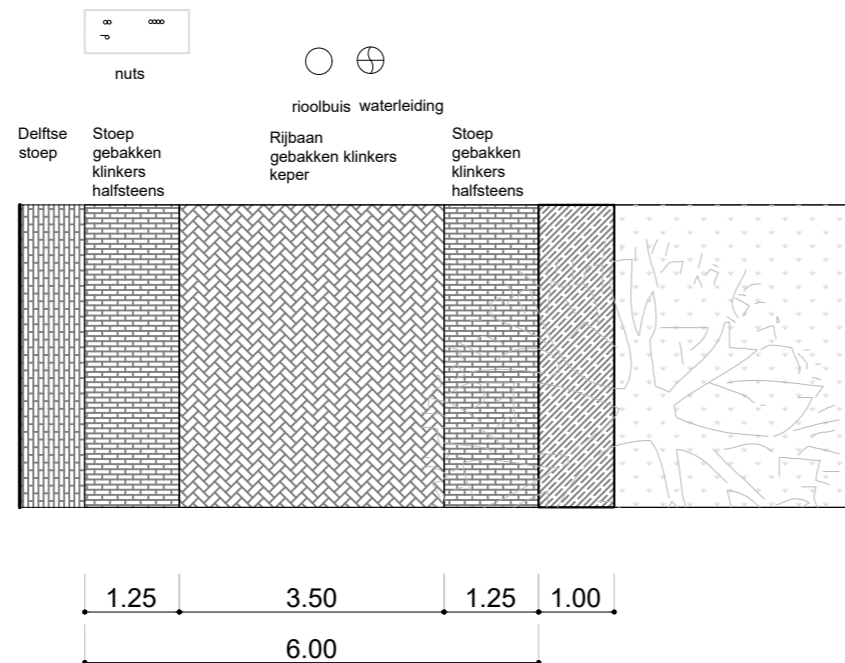 nuts
rioolbuis waterleiding
Delftse
stoep
Stoep
gebakken
klinkers
halfsteens
Rijbaan
gebakken klinkers
keper
Stoep
gebakken
klinkers
halfsteens
1.25 3.50 1.25 1.00
6.00